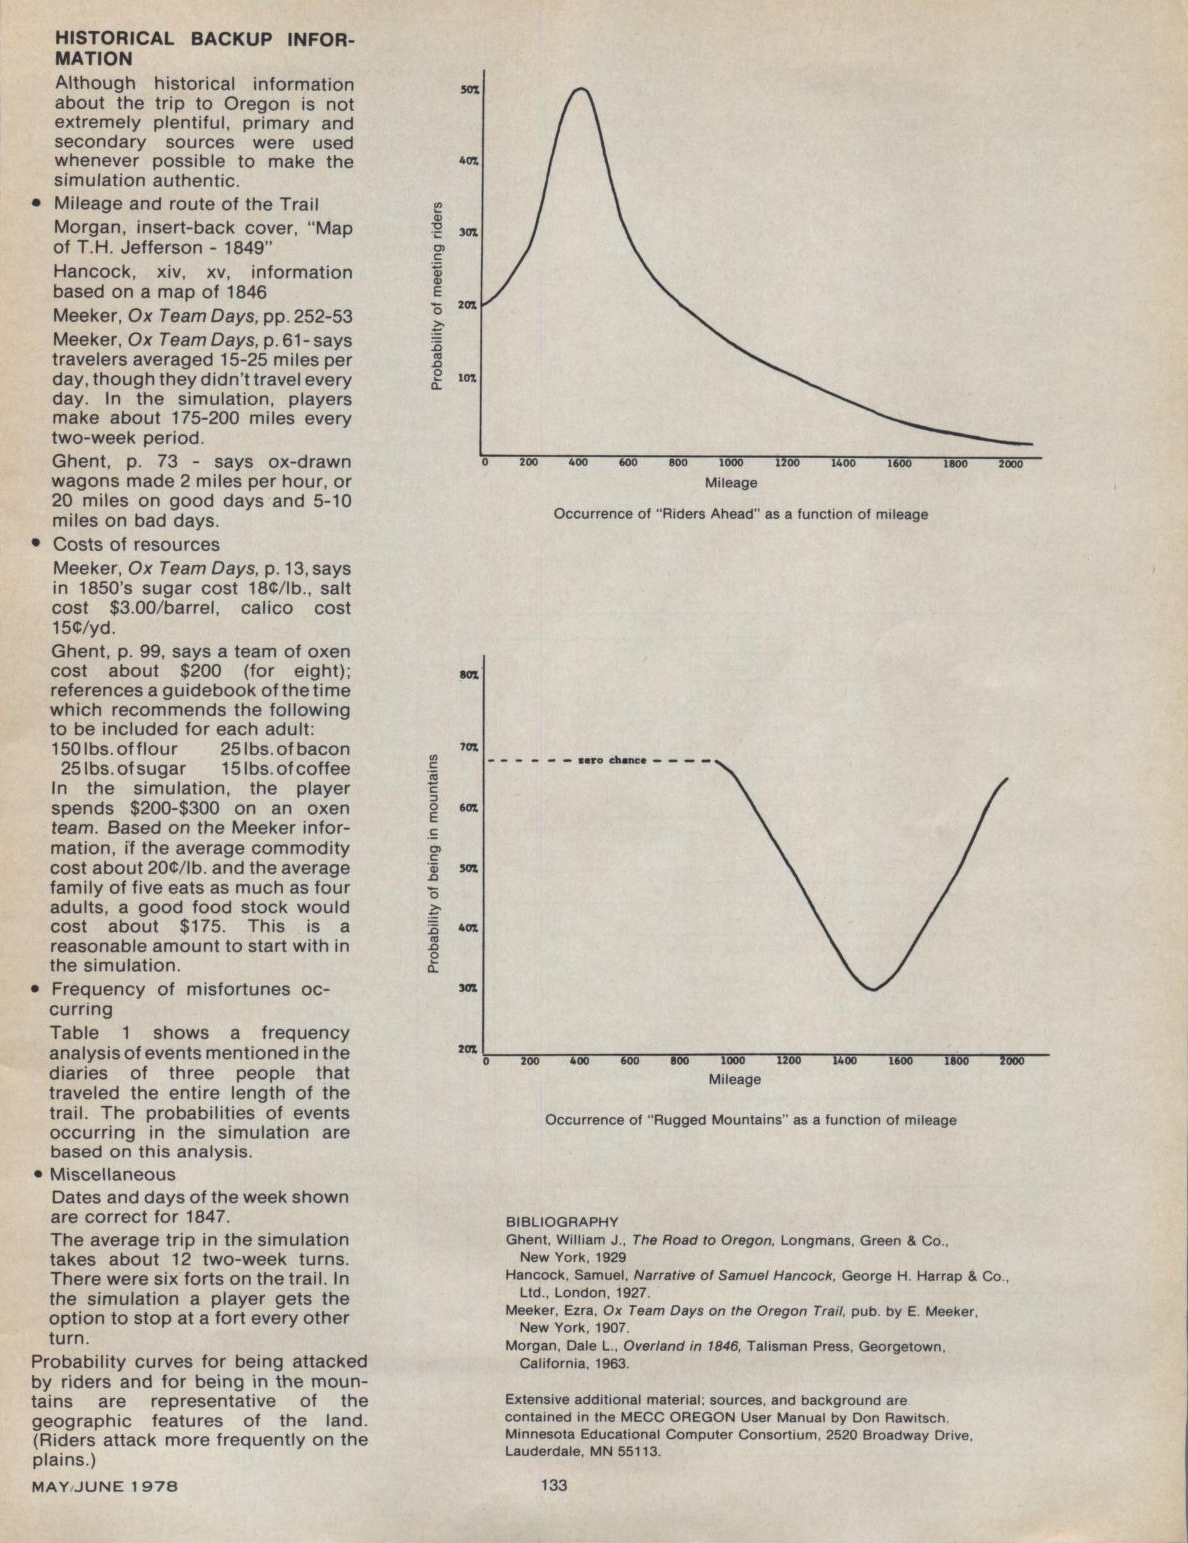 HISTORICAL BACKUP INFOR-
MATION
Although historical information
about the trip to Oregon is not
extremely plentiful, primary and
secondary sources were used
whenever possible to make the
simulation authentic.
• Mileage and route of the Trail
Morgan, insert-back cover, “Map
of T.H. Jefferson - 1849”
Hancock, xiv, xv, information
based on a map of 1846
Meeker, Ox Team Days, pp. 252-53
Meeker, Ox Team Days, p. 61- says
travelers averaged 15-25 miles per
day, though they didn't travel every
day. In the simulation, players
make about 175-200 miles every
two-week period.
Ghent, p. 73 - says ox-drawn
wagons made 2 miles per hour, or
20 miles on good days and 5-10
miles on bad days.
• Costs of resources
Meeker, Ox Team Days, p. 13, says
in 1850's sugar cost 18¢/lb., salt
cost $3.00/barrel, calico cost
15¢/yd.
Ghent, p. 99, says a team of oxen
cost about $200 (for eight);
references a guidebook of the time
which recommends the following
to be included for each adult:
150 lbs. of flour 25 lbs. of bacon
25 lbs. of sugar 15 lbs. of coffee
In the simulation, the player
spends $200-$300 on an oxen
team. Based on the Meeker infor-
mation, if the average commodity
cost about 20¢/lb. and the average
family of five eats as much as four
adults, a good food stock would
cost about $175. This is a
reasonable amount to start with in
the simulation.
• Frequency of misfortunes oc-
curring
Table 1 shows a frequency
analysis of events mentioned in the
diaries of three people that
traveled the entire length of the
trail. The probabilities of events
occurring in the simulation are
based on this analysis.
• Miscellaneous
Dates and days of the week shown
are correct for 1847.
The average trip in the simulation
takes about 12 two-week turns.
There were six forts on the trail. In
the simulation a player gets the
option to stop at a fort every other
turn.
Probability curves for being attacked
by riders and for being in the moun-
tains are representative of the
geographic features of the land.
(Riders attack more frequently on the
plains.)
Probability of meeting riders
50%
40%
30%
20%
10%
0 200 400 600 800 1000 1200 1400 1600 1800 2000
Mileage
Occurrence of “Riders Ahead” as a function of mileage
Probability of being in mountains
80%
70%
zero chance
60%
50%
40%
30%
20%
0 200 400 600 800 1000 1200 1400 1600 1800 2000
Mileage
Occurrence of “Rugged Mountains” as a function of mileage
BIBLIOGRAPHY
Ghent, William J., The Road to Oregon, Longmans, Green & Co.,
New York, 1929
Hancock, Samuel, Narrative of Samuel Hancock, George H. Harrap & Co.,
Ltd., London, 1927.
Meeker, Ezra, Ox Team Days on the Oregon Trail, pub. by E. Meeker,
New York, 1907.
Morgan, Dale L., Overland in 1846, Talisman Press, Georgetown,
California, 1963.
Extensive additional material; sources, and background are
contained in the MECC OREGON User Manual by Don Rawitsch.
Minnesota Educational Computer Consortium, 2520 Broadway Drive,
Lauderdale, MN 55113.
MAY/JUNE 1978
133